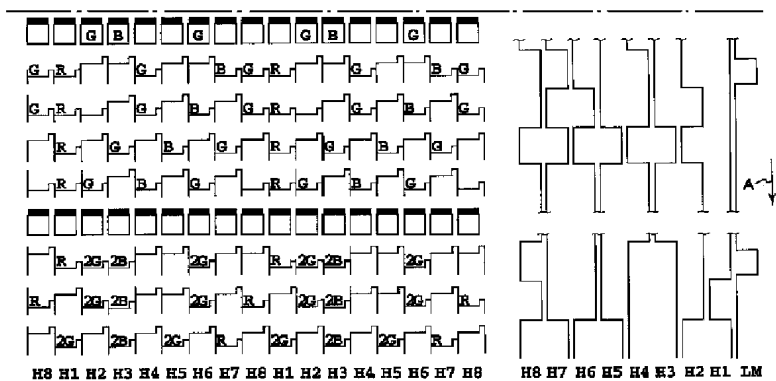 G B G G B G
G R G B G R G B G
G R G B G R G B G
R G B G R G B G
R G B G R G B G
A
R 2G 2B 2G R 2G 2B 2G
R 2G 2B 2G R 2G 2B 2G R
2G 2B 2G R 2G 2B 2G R
H8 H1 H2 H3 H4 H5 H6 H7 H8 H1 H2 H3 H4 H5 H6 H7 H8 H8 H7 H6 H5 H4 H3 H2 H1 LM